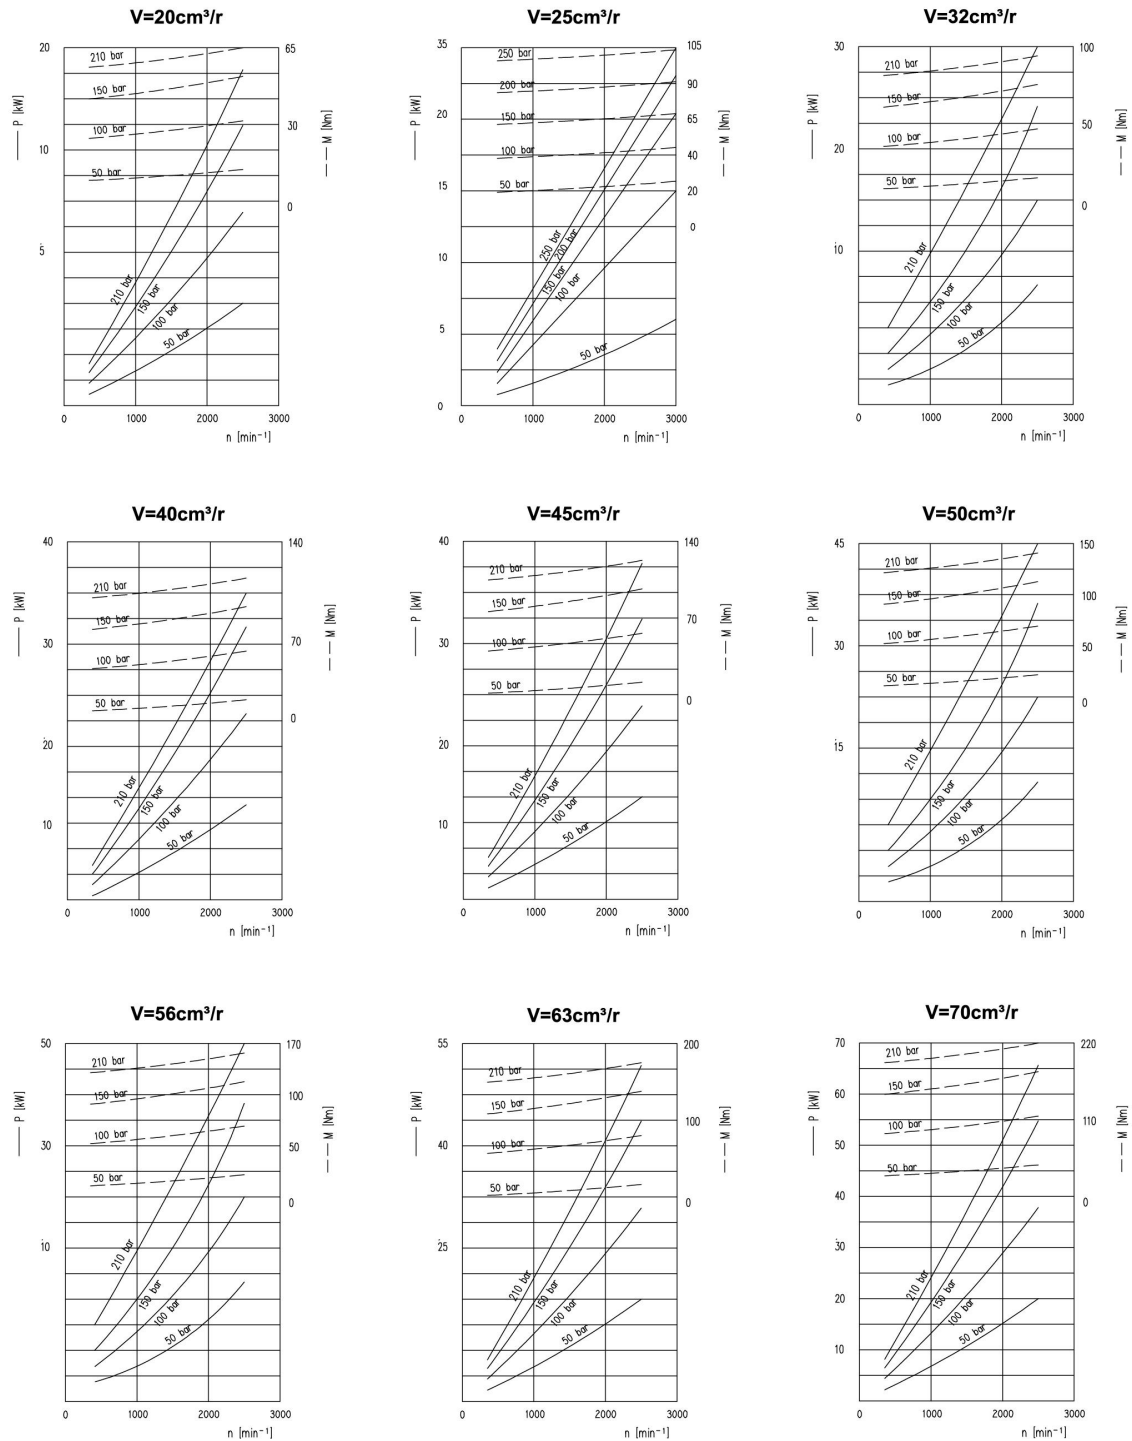 V=20cm³/r
V=25cm³/r
V=32cm³/r
20
10
5
P [kW]
65
30
0
M [Nm]
210 bar
150 bar
100 bar
50 bar
210 bar
150 bar
100 bar
50 bar
0 1000 2000 3000
n [min⁻¹]
35
20
15
10
5
0
P [kW]
105
90
65
40
20
0
M [Nm]
250 bar
200 bar
150 bar
100 bar
50 bar
250 bar
200 bar
150 bar
100 bar
50 bar
0 1000 2000 3000
n [min⁻¹]
30
20
10
P [kW]
100
50
0
M [Nm]
210 bar
150 bar
100 bar
50 bar
210 bar
150 bar
100 bar
50 bar
0 1000 2000 3000
n [min⁻¹]
V=40cm³/r
V=45cm³/r
V=50cm³/r
40
30
20
10
P [kW]
140
70
0
M [Nm]
210 bar
150 bar
100 bar
50 bar
210 bar
150 bar
100 bar
50 bar
0 1000 2000 3000
n [min⁻¹]
40
30
20
10
P [kW]
140
70
0
M [Nm]
210 bar
150 bar
100 bar
50 bar
210 bar
150 bar
100 bar
50 bar
0 1000 2000 3000
n [min⁻¹]
45
30
15
P [kW]
150
100
50
0
M [Nm]
210 bar
150 bar
100 bar
50 bar
210 bar
150 bar
100 bar
50 bar
0 1000 2000 3000
n [min⁻¹]
V=56cm³/r
V=63cm³/r
V=70cm³/r
50
30
10
P [kW]
170
100
50
0
M [Nm]
210 bar
150 bar
100 bar
50 bar
210 bar
150 bar
100 bar
50 bar
0 1000 2000 3000
n [min⁻¹]
55
40
25
P [kW]
200
100
0
M [Nm]
210 bar
150 bar
100 bar
50 bar
210 bar
150 bar
100 bar
50 bar
0 1000 2000 3000
n [min⁻¹]
70
60
50
40
30
20
10
P [kW]
220
110
0
M [Nm]
210 bar
150 bar
100 bar
50 bar
210 bar
150 bar
100 bar
50 bar
0 1000 2000 3000
n [min⁻¹]